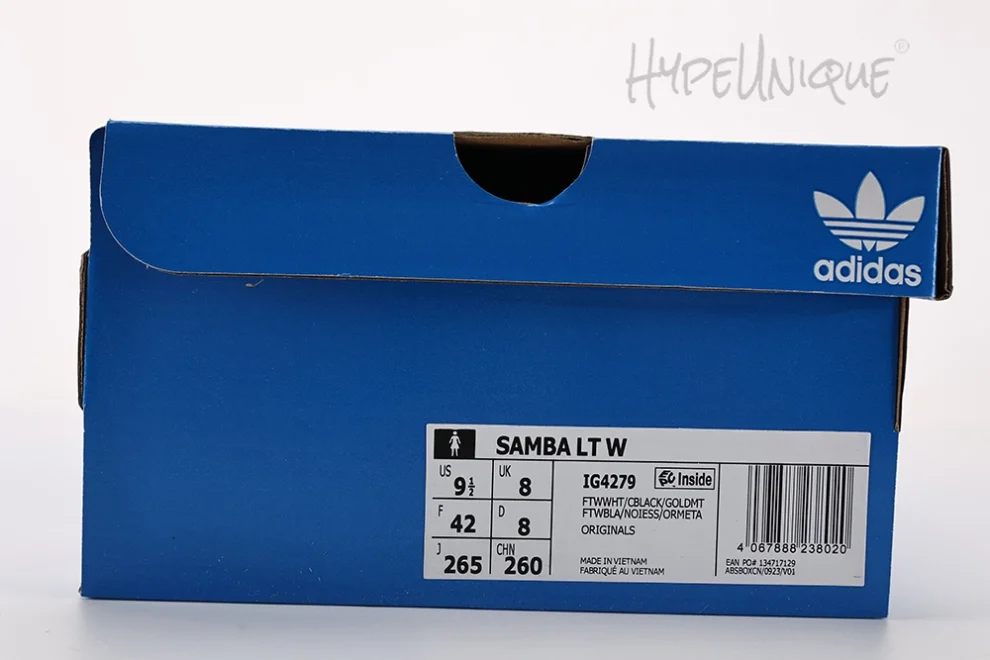 HYPEUNIQUE®
adidas
SAMBA LT W
US 9½ UK 8
F 42 D 8
J 265 CHN 260
IG4279 Inside
FTWWHT/CBLACK/GOLDMT
FTWBLA/NOIESS/ORMETA
ORIGINALS
MADE IN VIETNAM
FABRIQUÉ AU VIETNAM
4 067888 238020
EAN PO# 134717129
ABSBOXCN/0923/V01